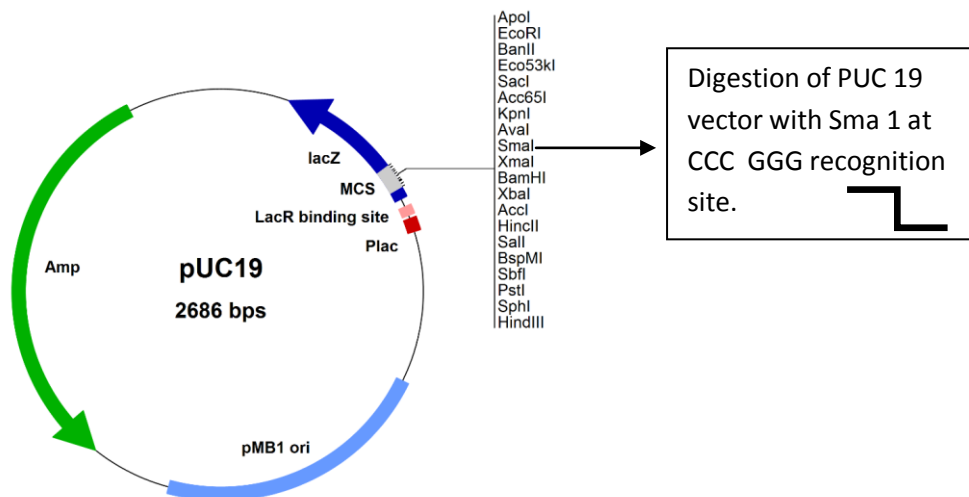 ApoI
EcoRI
BanII
Eco53kI
SacI
Acc65I
KpnI
AvaI
SmaI
XmaI
BamHI
XbaI
AccI
HincII
SalI
BspMI
SbfI
PstI
SphI
HindIII
Digestion of PUC 19
vector with Sma 1 at
CCC GGG recognition
site.
lacZ
MCS
LacR binding site
Plac
Amp
pUC19
2686 bps
pMB1 ori